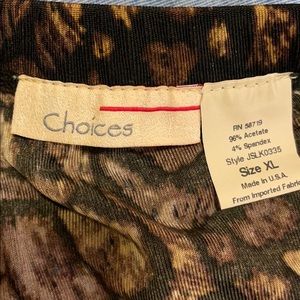 Choices
RN 58719
96% Acetate
4% Spandex
Style JSLK0335
Size XL
Made in U.S.A.
From Imported Fabric